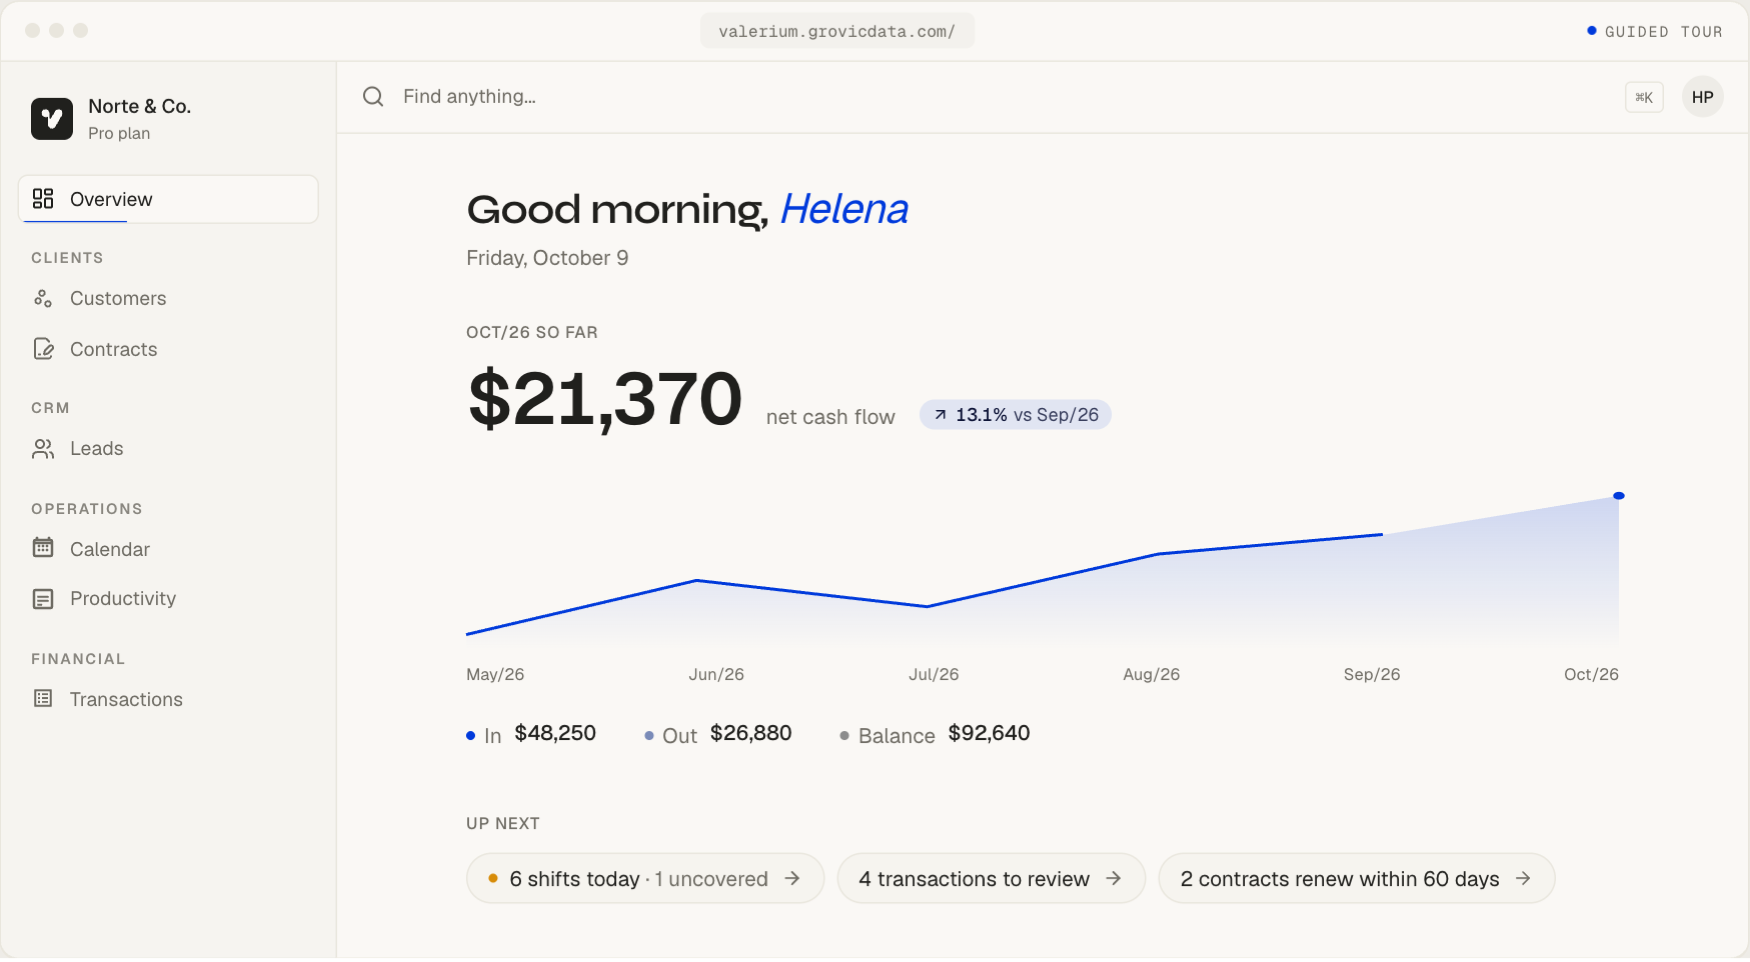 valerium.grovicdata.com/
GUIDED TOUR
Norte & Co.
Pro plan
Find anything…
⌘K
HP
Overview
CLIENTS
Customers
Contracts
CRM
Leads
OPERATIONS
Calendar
Productivity
FINANCIAL
Transactions
Good morning, Helena
Friday, October 9
OCT/26 SO FAR
$21,370 net cash flow 13.1% vs Sep/26
May/26 Jun/26 Jul/26 Aug/26 Sep/26 Oct/26
In $48,250 Out $26,880 Balance $92,640
UP NEXT
6 shifts today · 1 uncovered → 4 transactions to review → 2 contracts renew within 60 days →